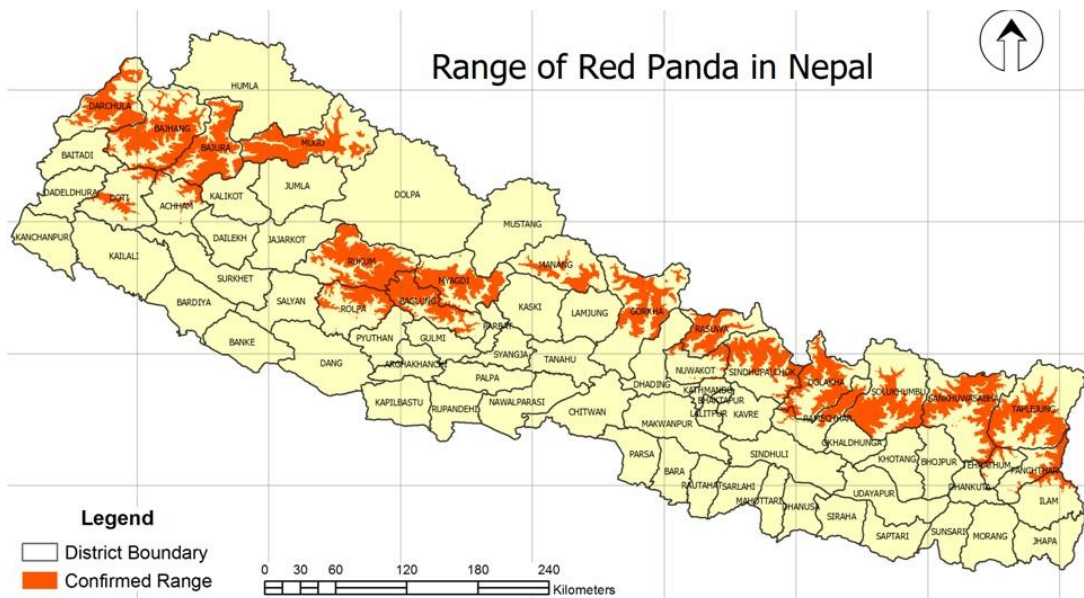 Range of Red Panda in Nepal
HUMLA
DARCHULA
BAJHANG
BAJURA
MUGU
BAITADI
DADELDHURA
DOTI
ACHHAM
KALIKOT
JUMLA
DOLPA
MUSTANG
KANCHANPUR
KAILALI
DAILEKH
JAJARKOT
SURKHET
RUKUM
MYAGDI
MANANG
BARDIYA
SALYAN
ROLPA
BAGLUNG
KASKI
LAMJUNG
GORKHA
BANKE
PYUTHAN
GULMI
PARBAT
SYANGJA
TANAHU
RASUWA
DANG
ARGHAKHANCHI
PALPA
DHADING
NUWAKOT
SINDHUPALCHOK
DOLAKHA
SOLUKHUMBU
SANKHUWASABHA
TAPLEJUNG
KAPILBASTU
RUPANDEHI
NAWALPARASI
CHITWAN
KATHMANDU
BHAKTAPUR
LALITPUR
KAVRE
RAMECHHAP
MAKWANPUR
OKHALDHUNGA
KHOTANG
BHOJPUR
TEHRATHUM
PANCHTHAR
PARSA
BARA
RAUTAHAT
SARLAHI
MAHOTTARI
DHANUSA
SINDHULI
SIRAHA
UDAYAPUR
DHANKUTA
ILAM
SAPTARI
SUNSARI
MORANG
JHAPA
Legend
District Boundary
Confirmed Range
0 15 30 60 120 180 240
Kilometers